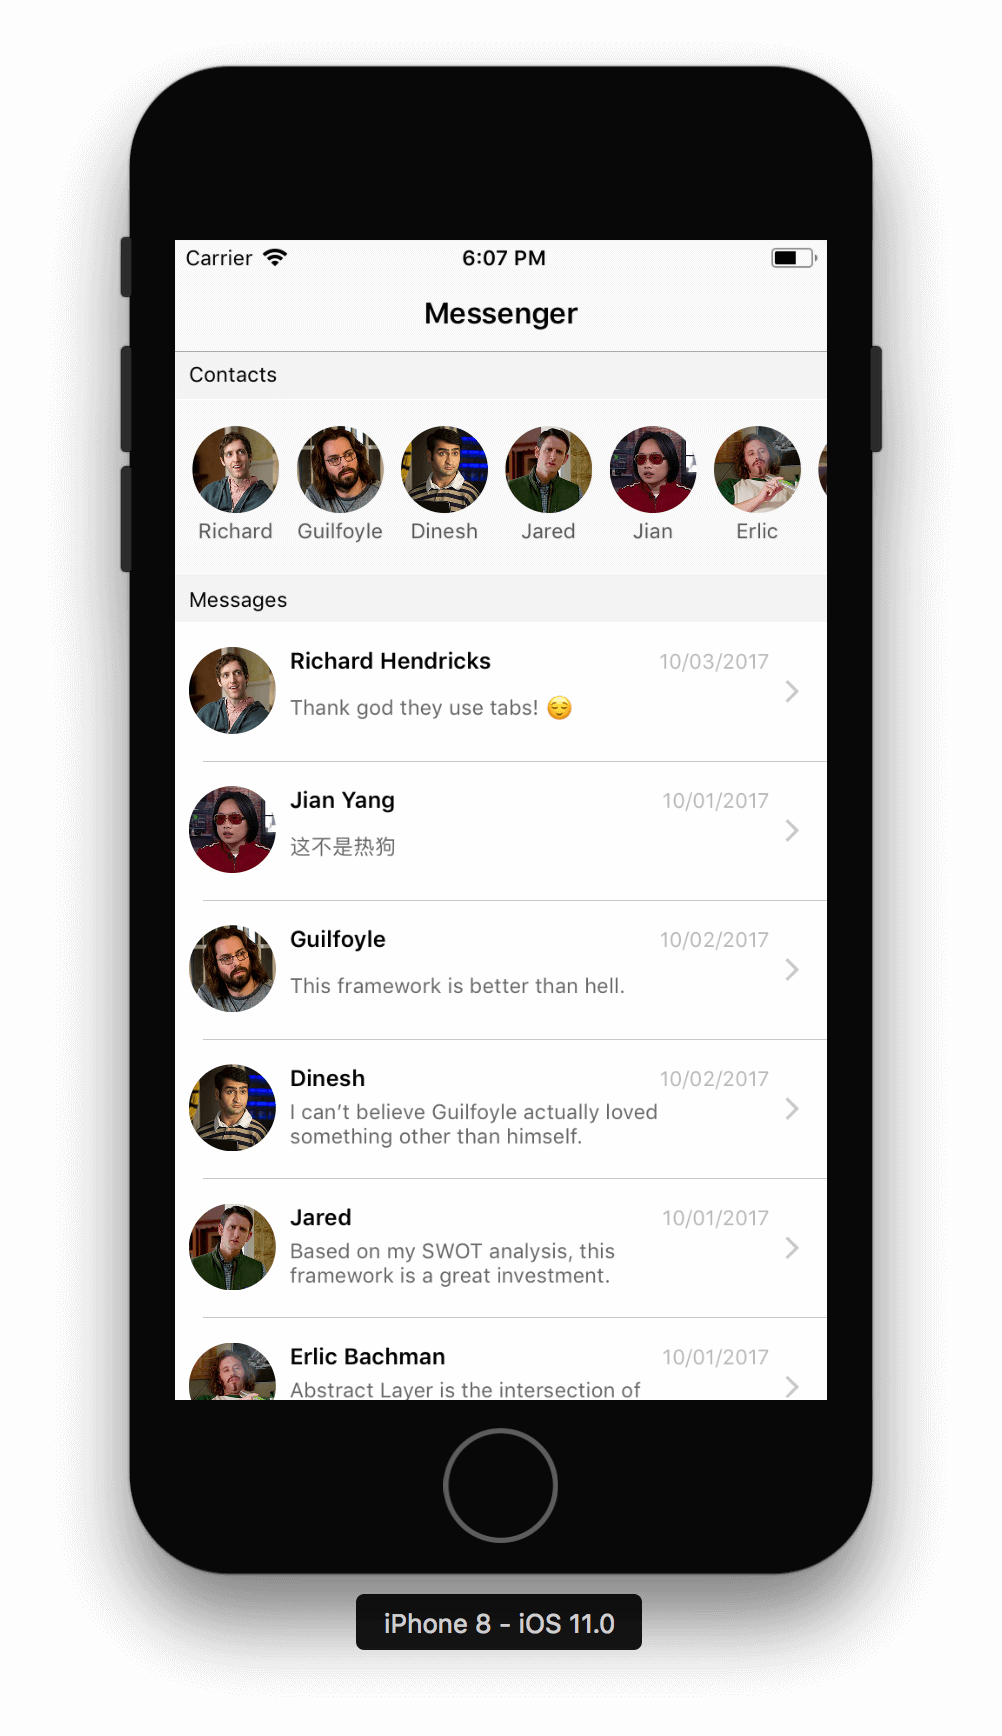 Carrier 6:07 PM
Messenger
Contacts
Richard Guilfoyle Dinesh Jared Jian Erlic
Messages
Richard Hendricks 10/03/2017
Thank god they use tabs! 😌
Jian Yang 10/01/2017
这不是热狗
Guilfoyle 10/02/2017
This framework is better than hell.
Dinesh 10/02/2017
I can’t believe Guilfoyle actually loved
something other than himself.
Jared 10/01/2017
Based on my SWOT analysis, this
framework is a great investment.
Erlic Bachman 10/01/2017
Abstract Layer is the intersection of
iPhone 8 - iOS 11.0